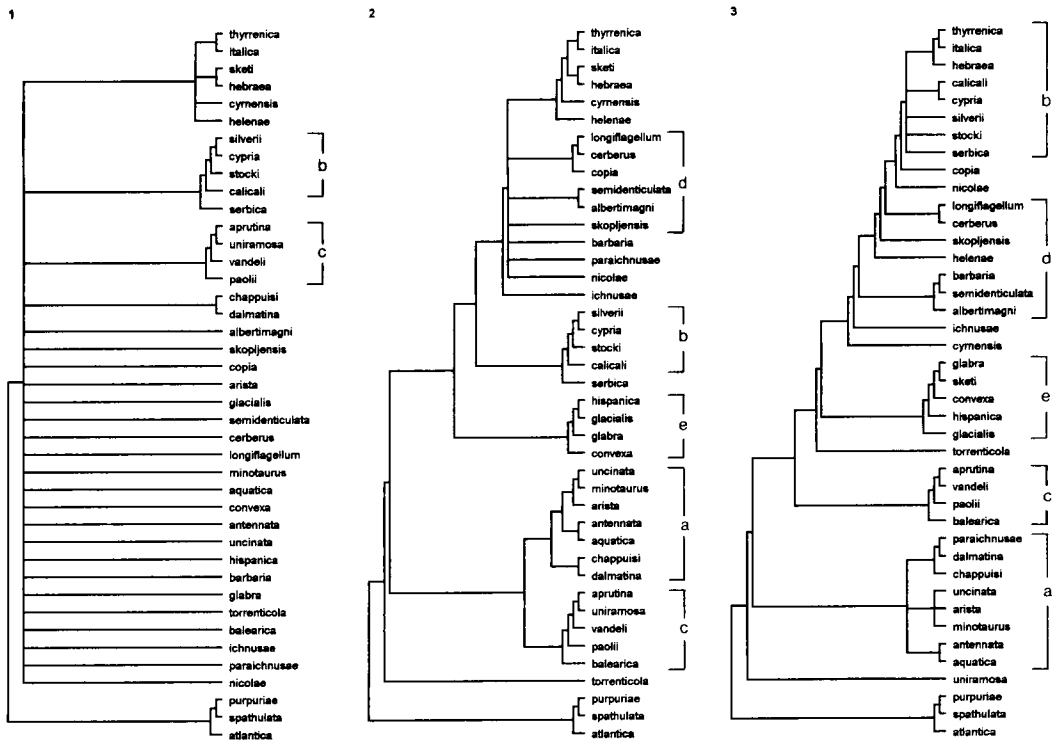 1
thyrrenica
italica
sketi
hebraea
cyrnensis
helenae
silverii
cypria
stocki
calicali
serbica
b
aprutina
uniramosa
vandeli
paolii
c
chappuisi
dalmatina
albertimagni
skopljensis
copia
arista
glacialis
semidenticulata
cerberus
longiflagellum
minotaurus
aquatica
convexa
antennata
uncinata
hispanica
barbaria
glabra
torrenticola
balearica
ichnusae
paraichnusae
nicolae
purpuriae
spathulata
atlantica
2
thyrrenica
italica
sketi
hebraea
cyrnensis
helenae
longiflagellum
cerberus
copia
semidenticulata
albertimagni
skopljensis
d
barbaria
paraichnusae
nicolae
ichnusae
silverii
cypria
stocki
calicali
b
serbica
hispanica
glacialis
glabra
convexa
e
uncinata
minotaurus
arista
antennata
aquatica
chappuisi
dalmatina
a
aprutina
uniramosa
vandeli
paolii
balearica
c
torrenticola
purpuriae
spathulata
atlantica
3
thyrrenica
italica
hebraea
calicali
cypria
silverii
stocki
serbica
b
copia
nicolae
longiflagellum
cerberus
skopljensis
helenae
barbaria
semidenticulata
albertimagni
d
ichnusae
cyrnensis
glabra
sketi
convexa
hispanica
glacialis
e
torrenticola
aprutina
vandeli
paolii
balearica
c
paraichnusae
dalmatina
chappuisi
uncinata
arista
minotaurus
antennata
aquatica
a
uniramosa
purpuriae
spathulata
atlantica